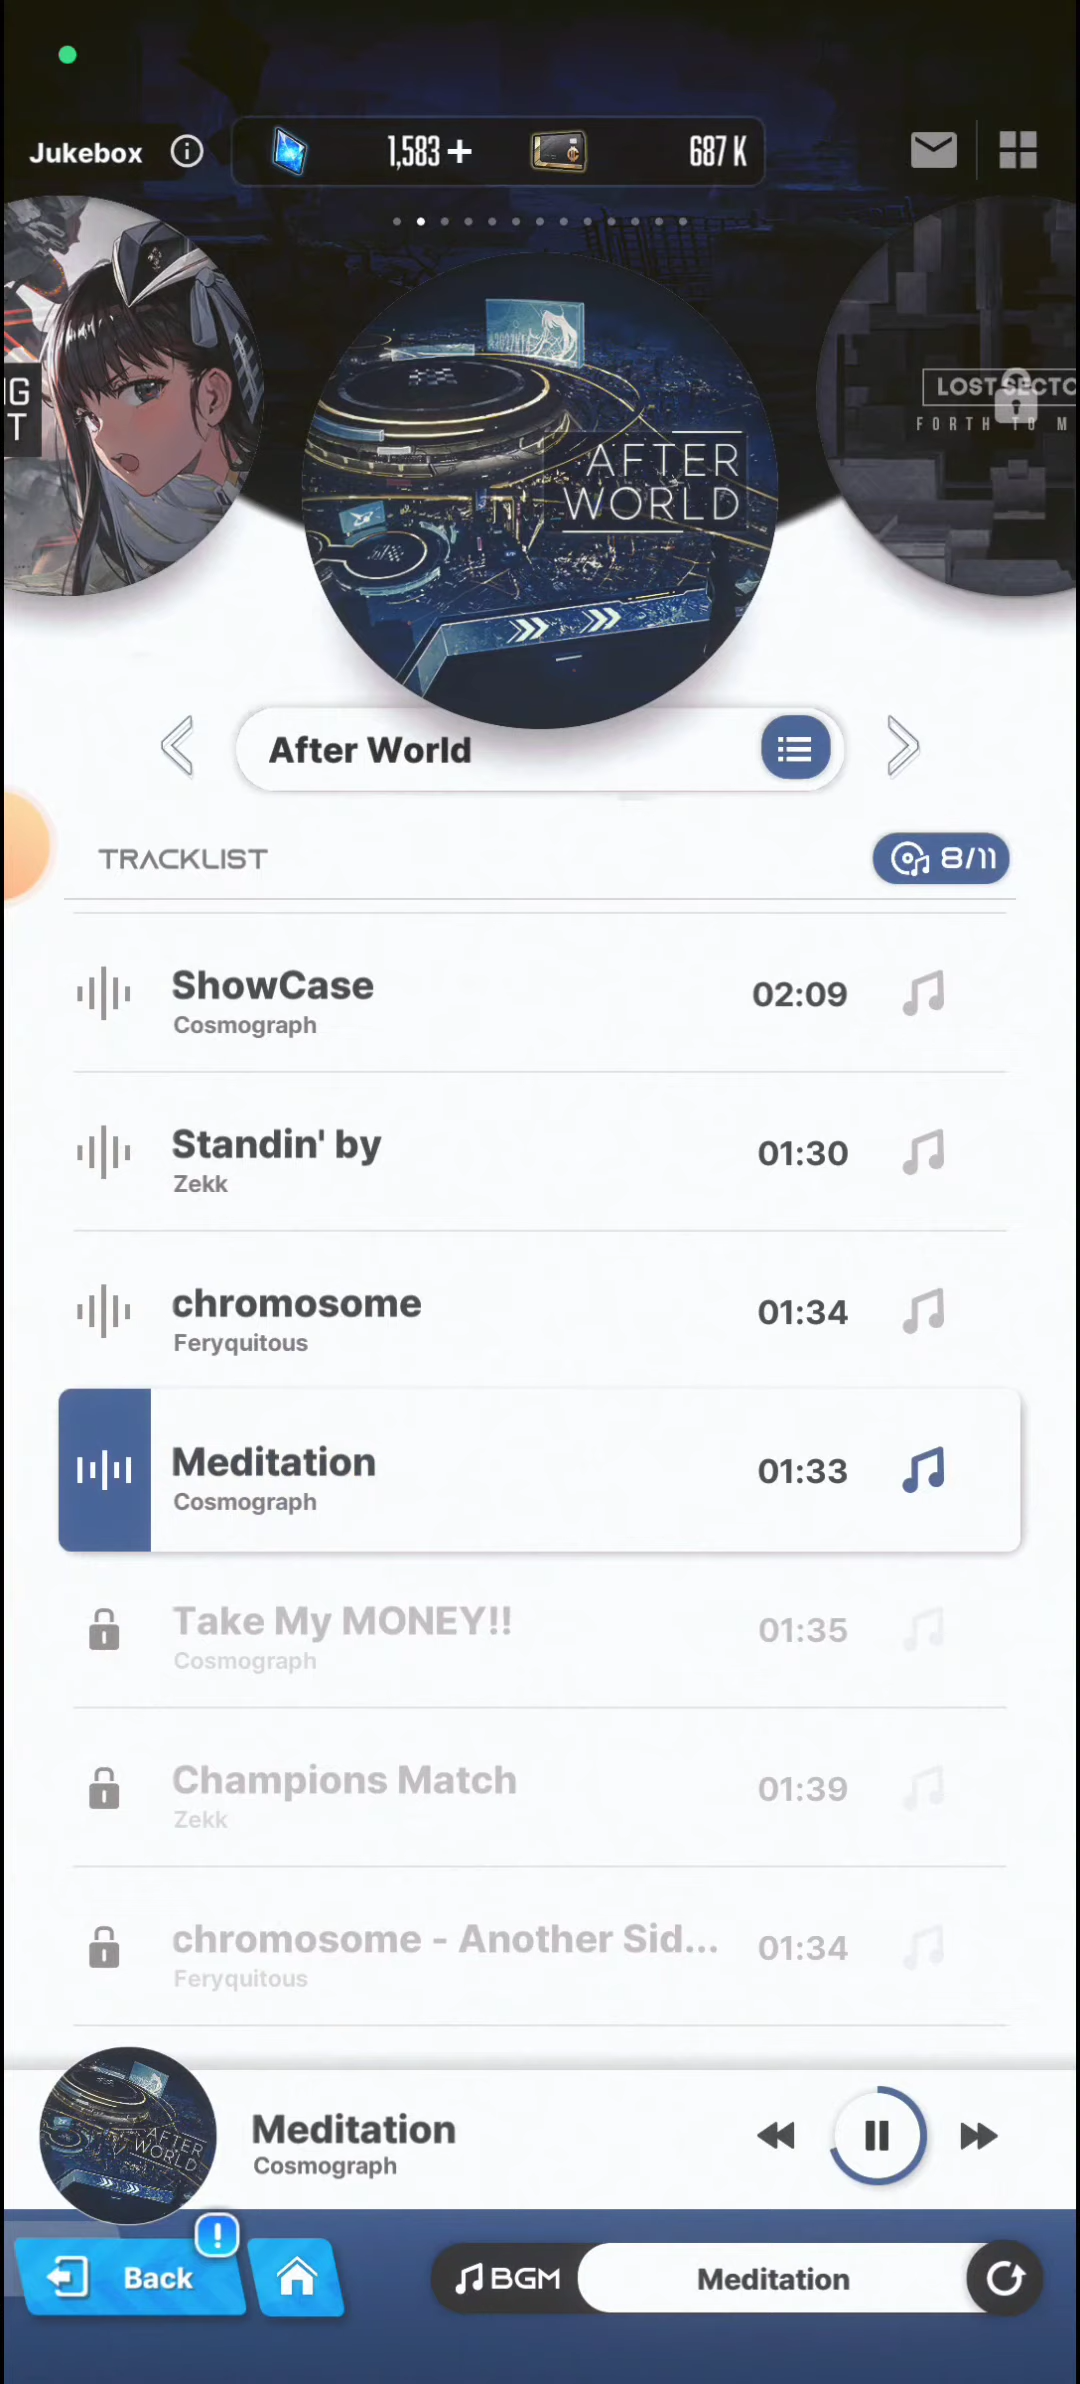 Jukebox
1,583 +
687 K
G
T
AFTER
WORLD
LOST SECTO
FORTH TO M
After World
TRACKLIST
8/11
ShowCase
02:09
Cosmograph
Standin' by
01:30
Zekk
chromosome
01:34
Feryquitous
Meditation
01:33
Cosmograph
Take My MONEY!!
01:35
Cosmograph
Champions Match
01:39
Zekk
chromosome - Another Sid...
01:34
Feryquitous
AFTER
WORLD
Meditation
Cosmograph
Back
BGM
Meditation